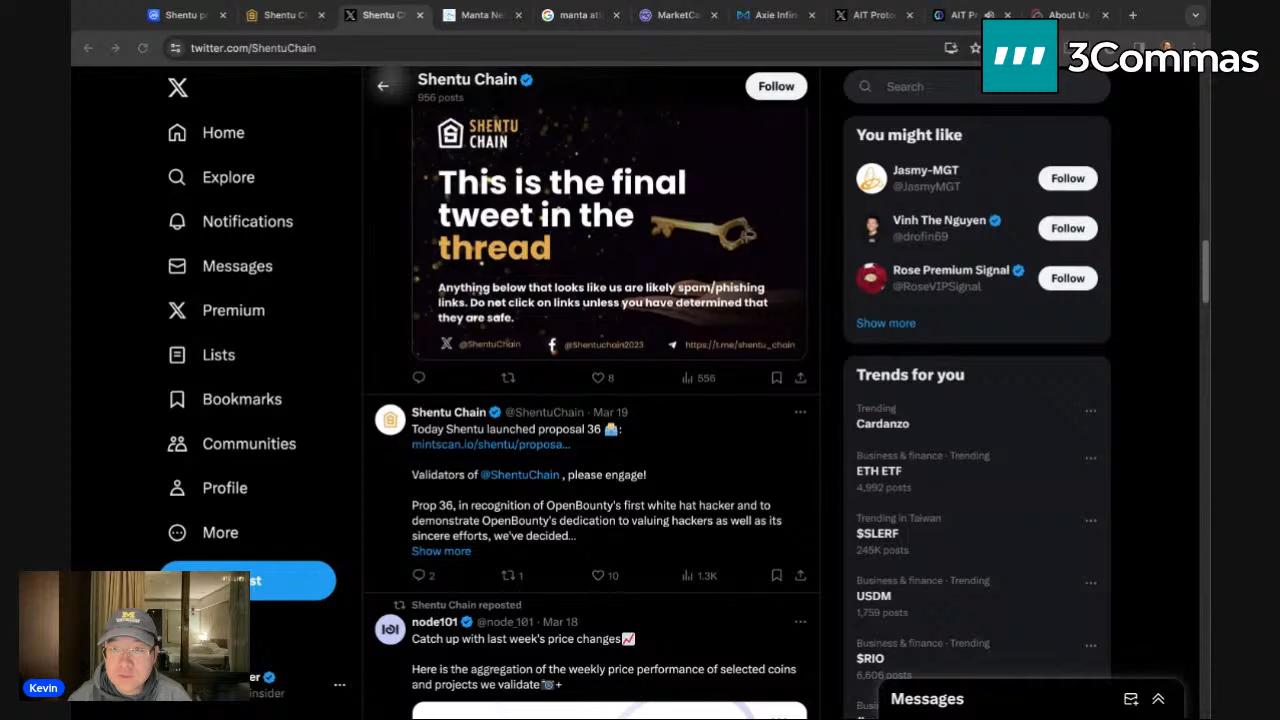 Shentu p
Shentu C
Shentu C
Manta Ne
manta atl
MarketCa
Axie Infin
AIT Proto
AIT P
About Us
twitter.com/ShentuChain
3Commas
Home
Explore
Notifications
Messages
Premium
Lists
Bookmarks
Communities
Profile
More
st
Kevin
er
insider
Shentu Chain
956 posts
Follow
SHENTU
CHAIN
This is the final
tweet in the
thread
Anything below that looks like us are likely spam/phishing
links. Do not click on links unless you have determined that
they are safe.
@ShentuChain @Shentuchain2023 https://t.me/shentu_chain
8 556
Shentu Chain @ShentuChain · Mar 19
Today Shentu launched proposal 36 :
mintscan.io/shentu/proposa...
Validators of @ShentuChain , please engage!
Prop 36, in recognition of OpenBounty's first white hat hacker and to
demonstrate OpenBounty's dedication to valuing hackers as well as its
sincere efforts, we've decided...
Show more
2 1 10 1.3K
Shentu Chain reposted
node101 @node_101 · Mar 18
Catch up with last week's price changes
Here is the aggregation of the weekly price performance of selected coins
and projects we validate +
Search
You might like
Jasmy-MGT
@JasmyMGT
Follow
Vinh The Nguyen
@drofin69
Follow
Rose Premium Signal
@RoseVIPSignal
Follow
Show more
Trends for you
Trending
Cardanzo
Business & finance · Trending
ETH ETF
4,992 posts
Trending in Taiwan
$SLERF
245K posts
Business & finance · Trending
USDM
1,759 posts
Business & finance · Trending
$RIO
6,606 posts
Busi
Messages